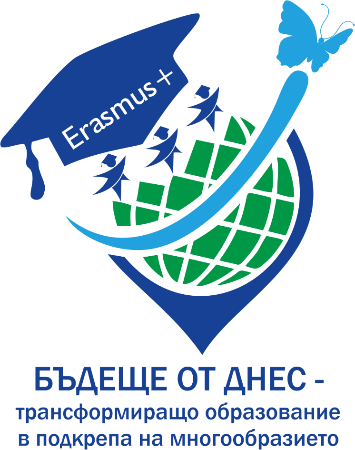 Erasmus+
БЪДЕЩЕ ОТ ДНЕС -
трансформиращо образование
в подкрепа на многообразието